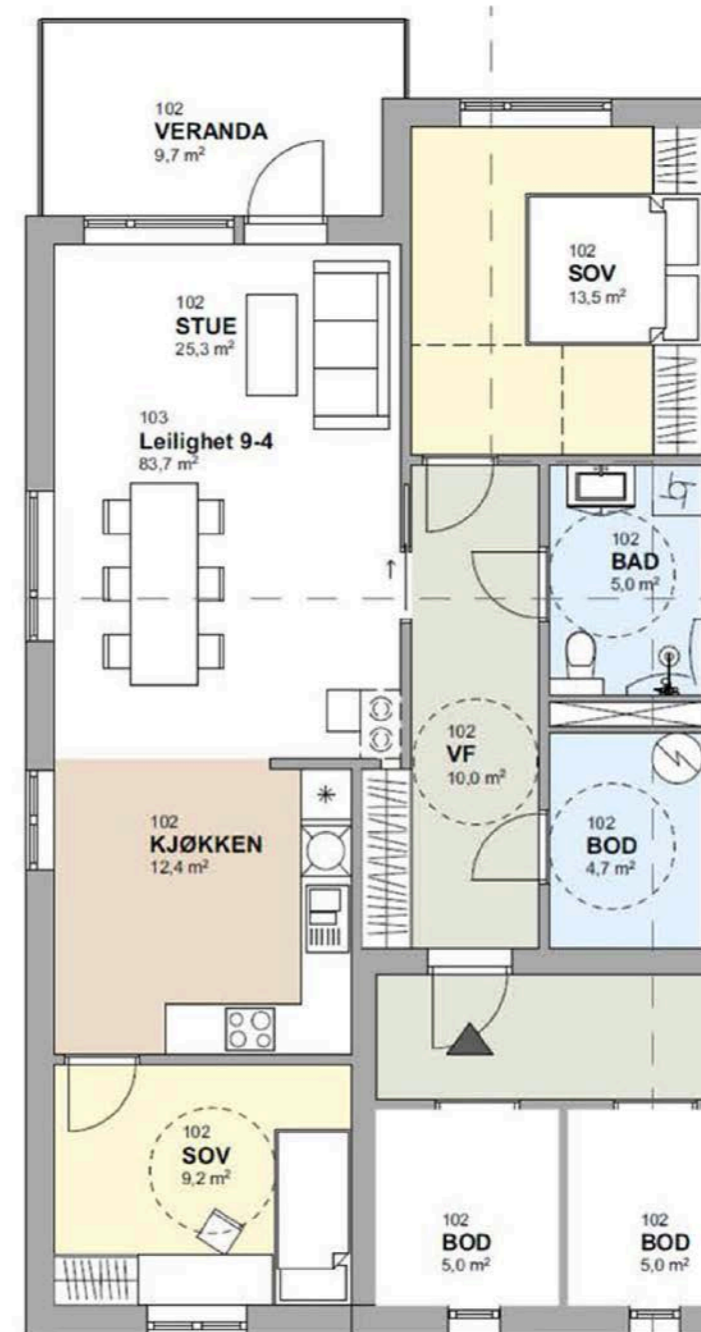 102
VERANDA
9,7 m²
102
SOV
13,5 m²
102
STUE
25,3 m²
103
Leilighet 9-4
83,7 m²
102
BAD
5,0 m²
102
VF
10,0 m²
102
KJØKKEN
12,4 m²
102
BOD
4,7 m²
102
SOV
9,2 m²
102
BOD
5,0 m²
102
BOD
5,0 m²